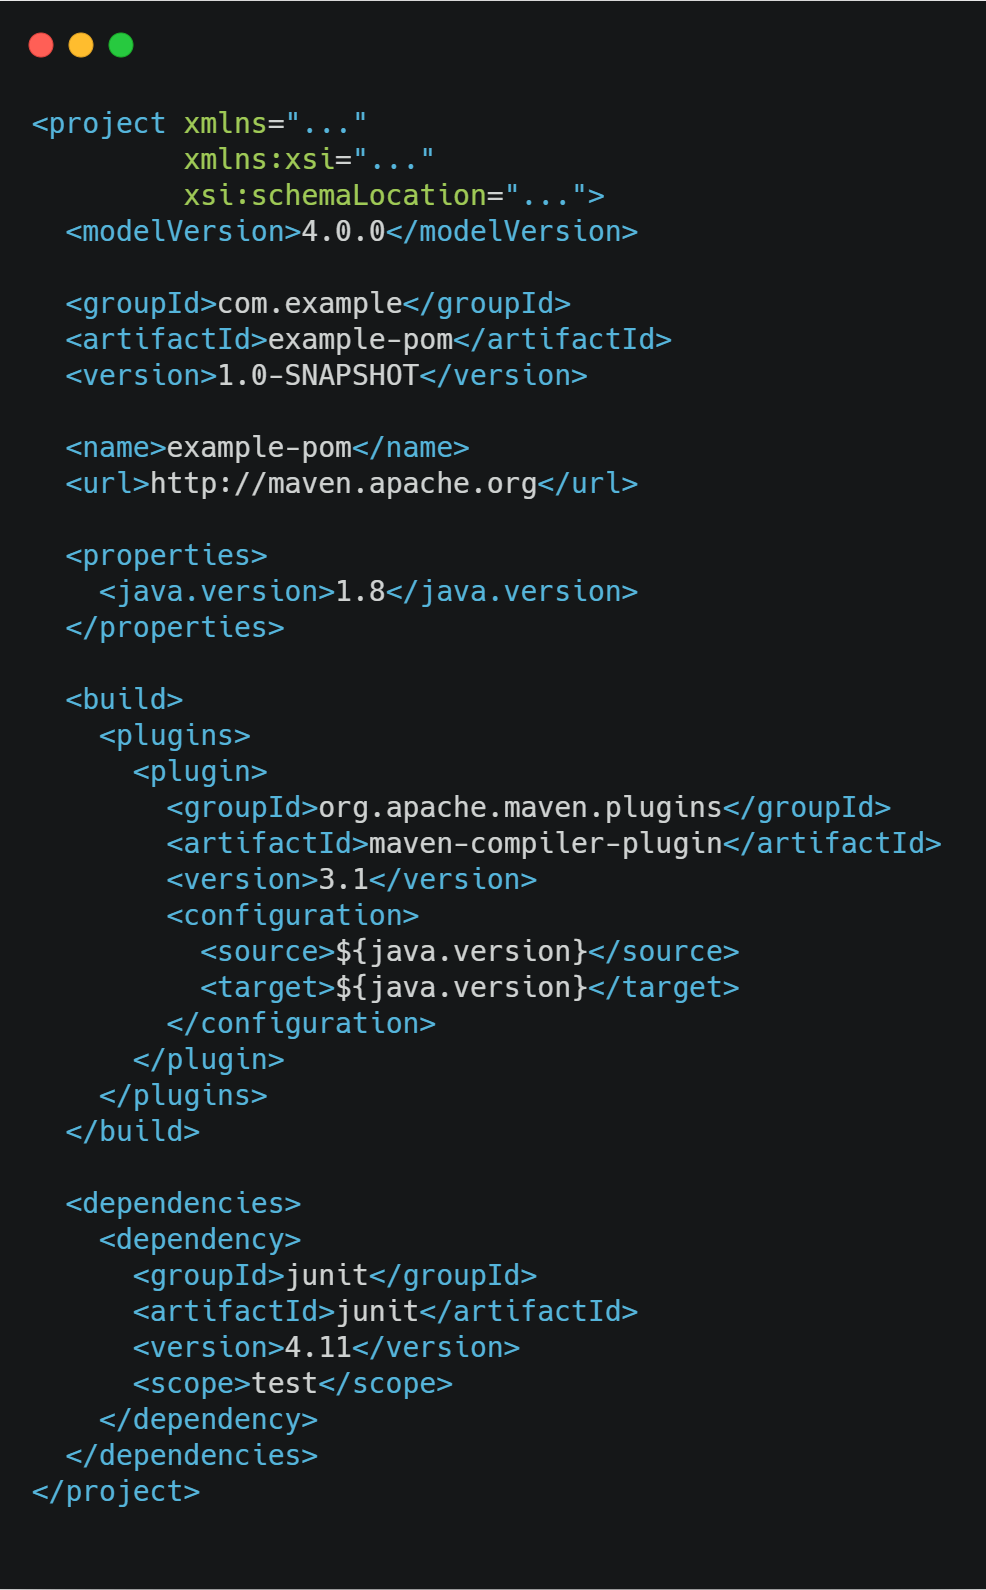 <project xmlns="..."
         xmlns:xsi="..."
         xsi:schemaLocation="...">
  <modelVersion>4.0.0</modelVersion>

  <groupId>com.example</groupId>
  <artifactId>example-pom</artifactId>
  <version>1.0-SNAPSHOT</version>

  <name>example-pom</name>
  <url>http://maven.apache.org</url>

  <properties>
    <java.version>1.8</java.version>
  </properties>

  <build>
    <plugins>
      <plugin>
        <groupId>org.apache.maven.plugins</groupId>
        <artifactId>maven-compiler-plugin</artifactId>
        <version>3.1</version>
        <configuration>
          <source>${java.version}</source>
          <target>${java.version}</target>
        </configuration>
      </plugin>
    </plugins>
  </build>

  <dependencies>
    <dependency>
      <groupId>junit</groupId>
      <artifactId>junit</artifactId>
      <version>4.11</version>
      <scope>test</scope>
    </dependency>
  </dependencies>
</project>